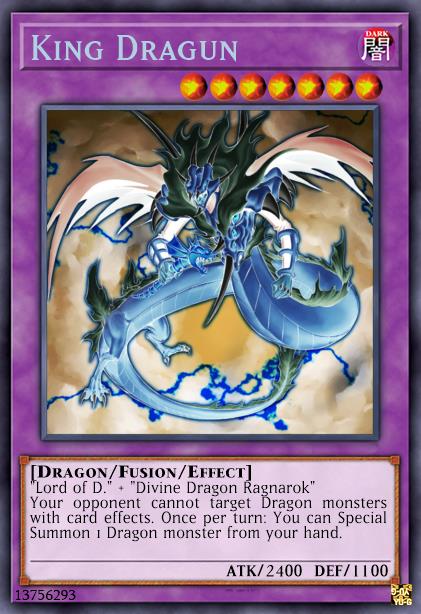 King Dragun
DARK
闇
[Dragon/Fusion/Effect]
"Lord of D." + "Divine Dragon Ragnarok"
Your opponent cannot target Dragon monsters
with card effects. Once per turn: You can Special
Summon 1 Dragon monster from your hand.
ATK/2400 DEF/1100
13756293